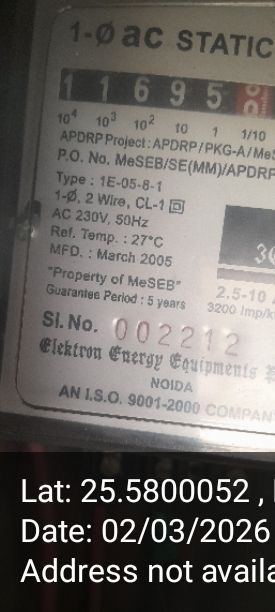 1-Ø ac STATIC
1 1 6 9 5
10⁴ 10³ 10² 10 1 1/10
APDRP Project : APDRP/PKG-A/MeS
P.O. No. MeSEB/SE(MM)/APDRP
Type : 1E-05-8-1
1-Ø, 2 Wire, CL-1
AC 230V, 50Hz
Ref. Temp. : 27°C
MFD. : March 2005
"Property of MeSEB"
Guarantee Period : 5 years
2.5-10
3200 Imp/k
Sl. No. 002212
Elektron Energy Equipments
NOIDA
AN I.S.O. 9001-2000 COMPAN
Lat: 25.5800052 ,
Date: 02/03/2026
Address not availa